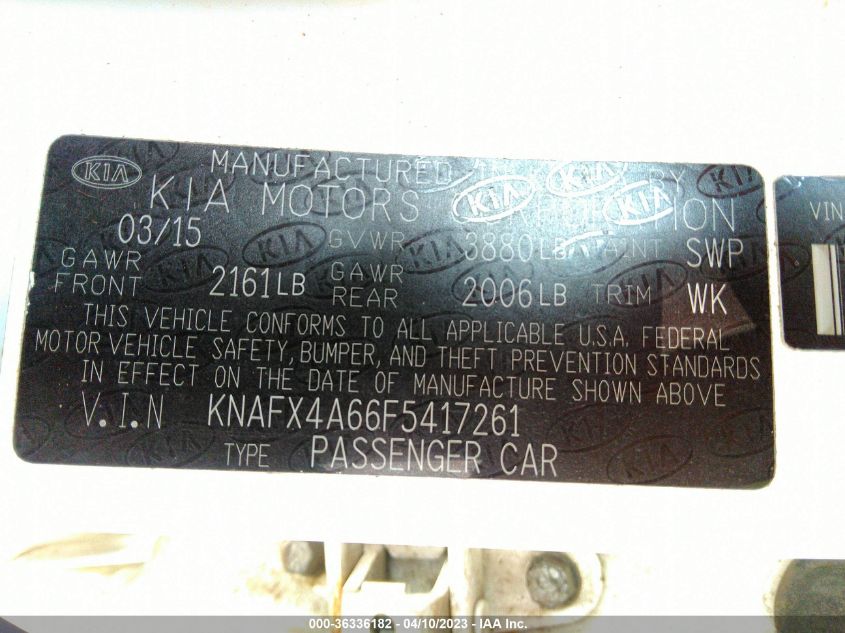 KIA MANUFACTURED BY
KIA MOTORS
03/15 GVWR 3880LB PAINT SWP
GAWR FRONT 2161LB GAWR REAR 2006LB TRIM WK
THIS VEHICLE CONFORMS TO ALL APPLICABLE U.S.A. FEDERAL
MOTOR VEHICLE SAFETY, BUMPER, AND THEFT PREVENTION STANDARDS
IN EFFECT ON THE DATE OF MANUFACTURE SHOWN ABOVE
V.I.N KNAFX4A66F5417261
TYPE PASSENGER CAR
VIN
000-36336182 - 04/10/2023 - IAA Inc.